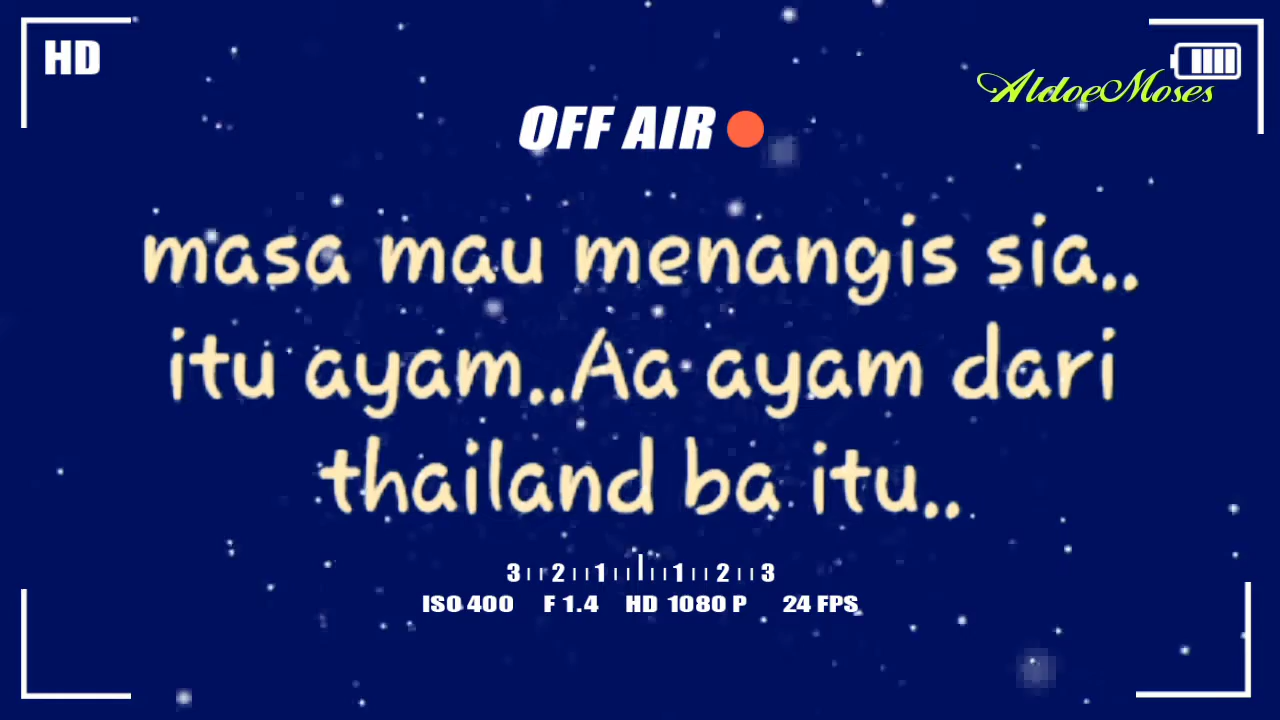 HD
AldoeMoses
OFF AIR
masa mau menangis sia..
itu ayam..Aa ayam dari
thailand ba itu..
3 2 1 1 2 3
ISO 400 F 1.4 HD 1080 P 24 FPS